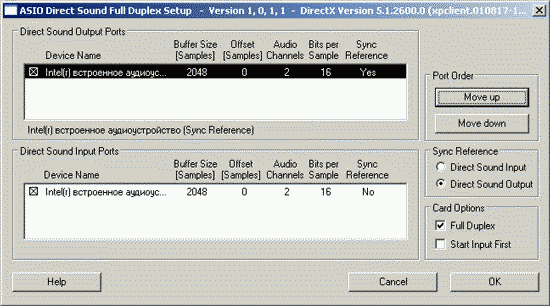 ASIO Direct Sound Full Duplex Setup - Version 1, 0, 1, 1 - DirectX Version 5.1.2600.0 (xpclient.010817-1...
Direct Sound Output Ports
Device Name Buffer Size [Samples] Offset [Samples] Audio Channels Bits per Sample Sync Reference
Intel(r) встроенное аудиоус... 2048 0 2 16 Yes
Intel(r) встроенное аудиоустройство (Sync Reference)
Direct Sound Input Ports
Device Name Buffer Size [Samples] Offset [Samples] Audio Channels Bits per Sample Sync Reference
Intel(r) встроенное аудиоус... 2048 0 2 16 No
Port Order
Move up
Move down
Sync Reference
Direct Sound Input
Direct Sound Output
Card Options
Full Duplex
Start Input First
Help Cancel OK